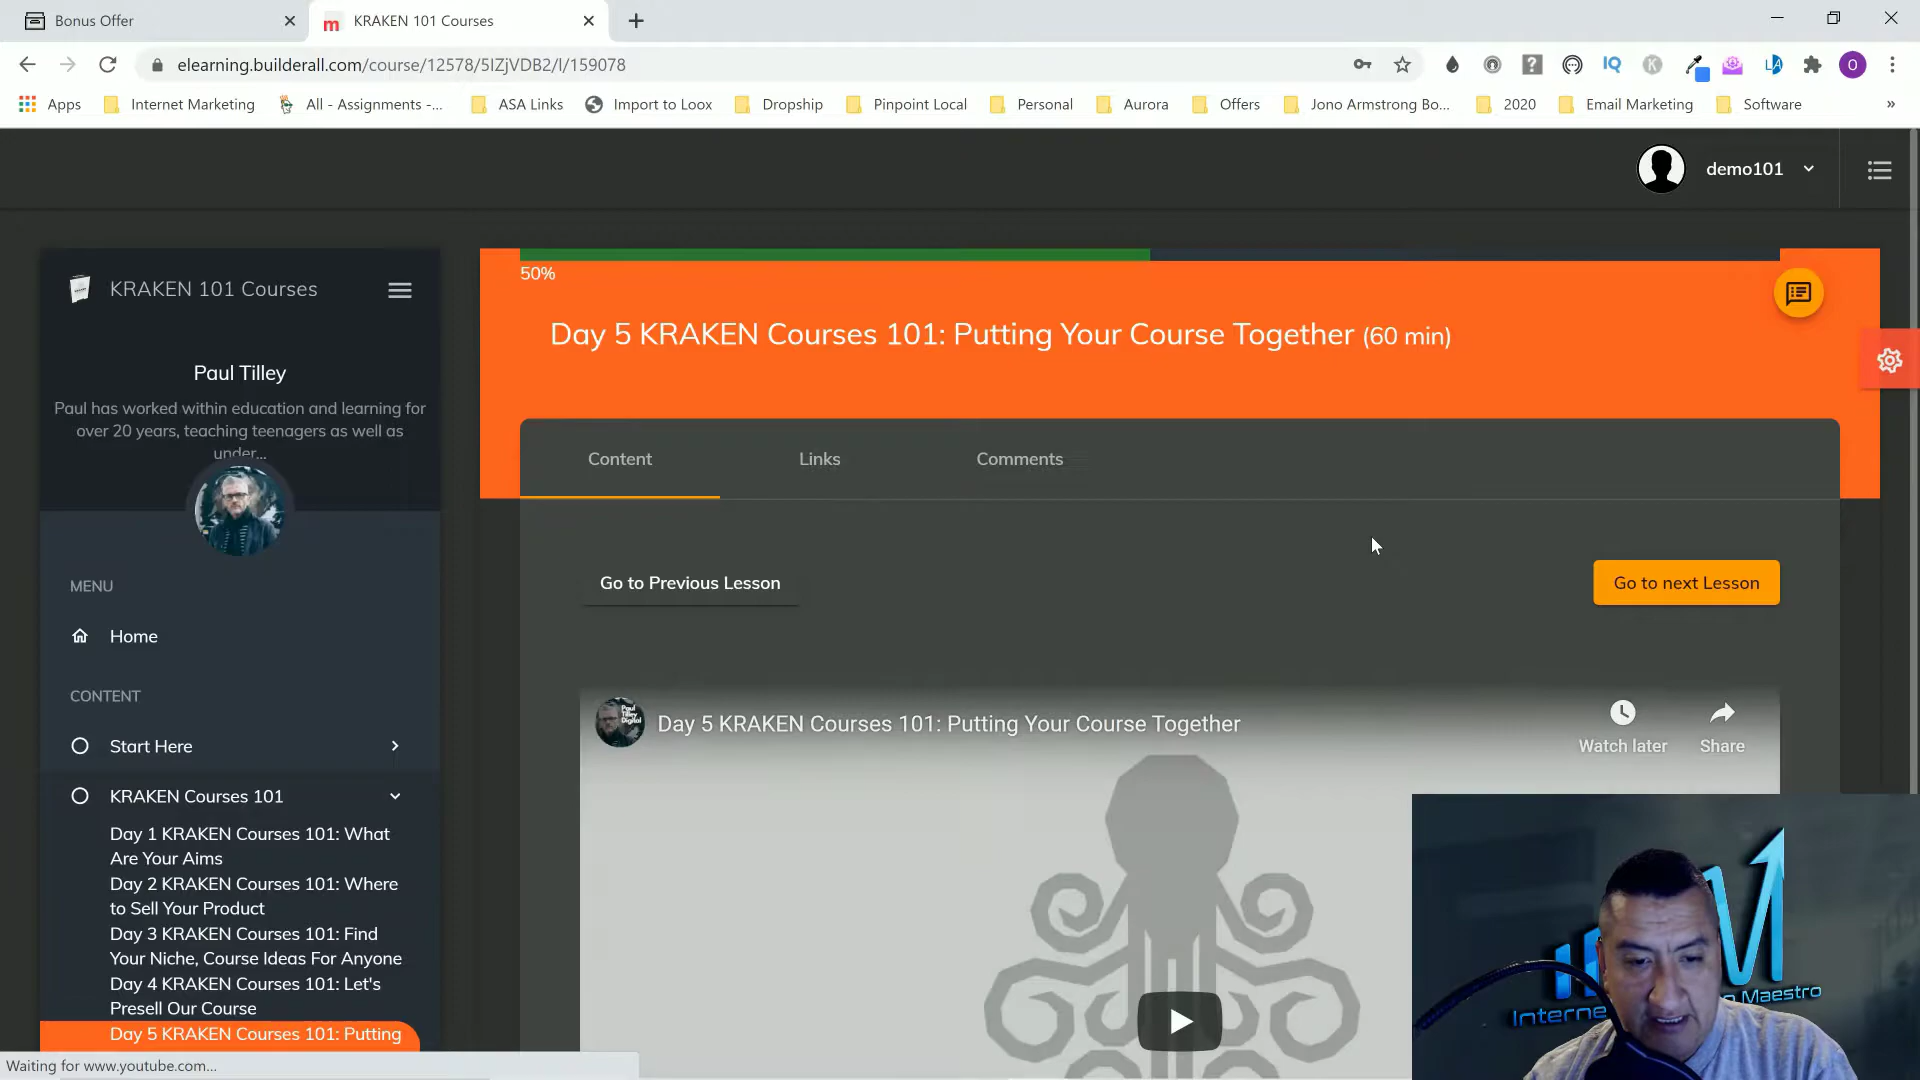 Bonus Offer
KRAKEN 101 Courses
elearning.builderall.com/course/12578/5IZjVDB2/l/159078
O
Apps
Internet Marketing
All - Assignments -...
ASA Links
Import to Loox
Dropship
Pinpoint Local
Personal
Aurora
Offers
Jono Armstrong Bo...
2020
Email Marketing
Software
»
demo101
KRAKEN 101 Courses
Paul Tilley
Paul has worked within education and learning for
over 20 years, teaching teenagers as well as
under...
MENU
Home
CONTENT
Start Here
KRAKEN Courses 101
Day 1 KRAKEN Courses 101: What
Are Your Aims
Day 2 KRAKEN Courses 101: Where
to Sell Your Product
Day 3 KRAKEN Courses 101: Find
Your Niche, Course Ideas For Anyone
Day 4 KRAKEN Courses 101: Let's
Presell Our Course
Day 5 KRAKEN Courses 101: Putting
50%
Day 5 KRAKEN Courses 101: Putting Your Course Together (60 min)
Content
Links
Comments
Go to Previous Lesson
Go to next Lesson
Paul
Tilley
Digital
Day 5 KRAKEN Courses 101: Putting Your Course Together
Watch later
Share
Waiting for www.youtube.com...
Interne
Maestro